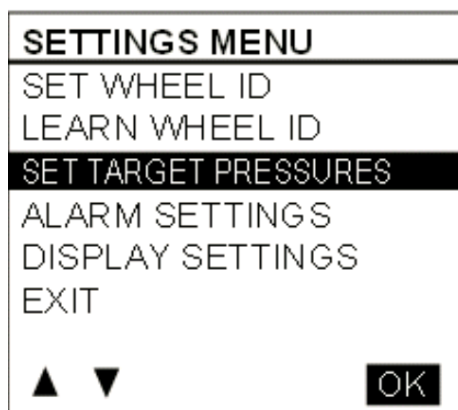 SETTINGS MENU
SET WHEEL ID
LEARN WHEEL ID
SET TARGET PRESSURES
ALARM SETTINGS
DISPLAY SETTINGS
EXIT
▲ ▼ OK